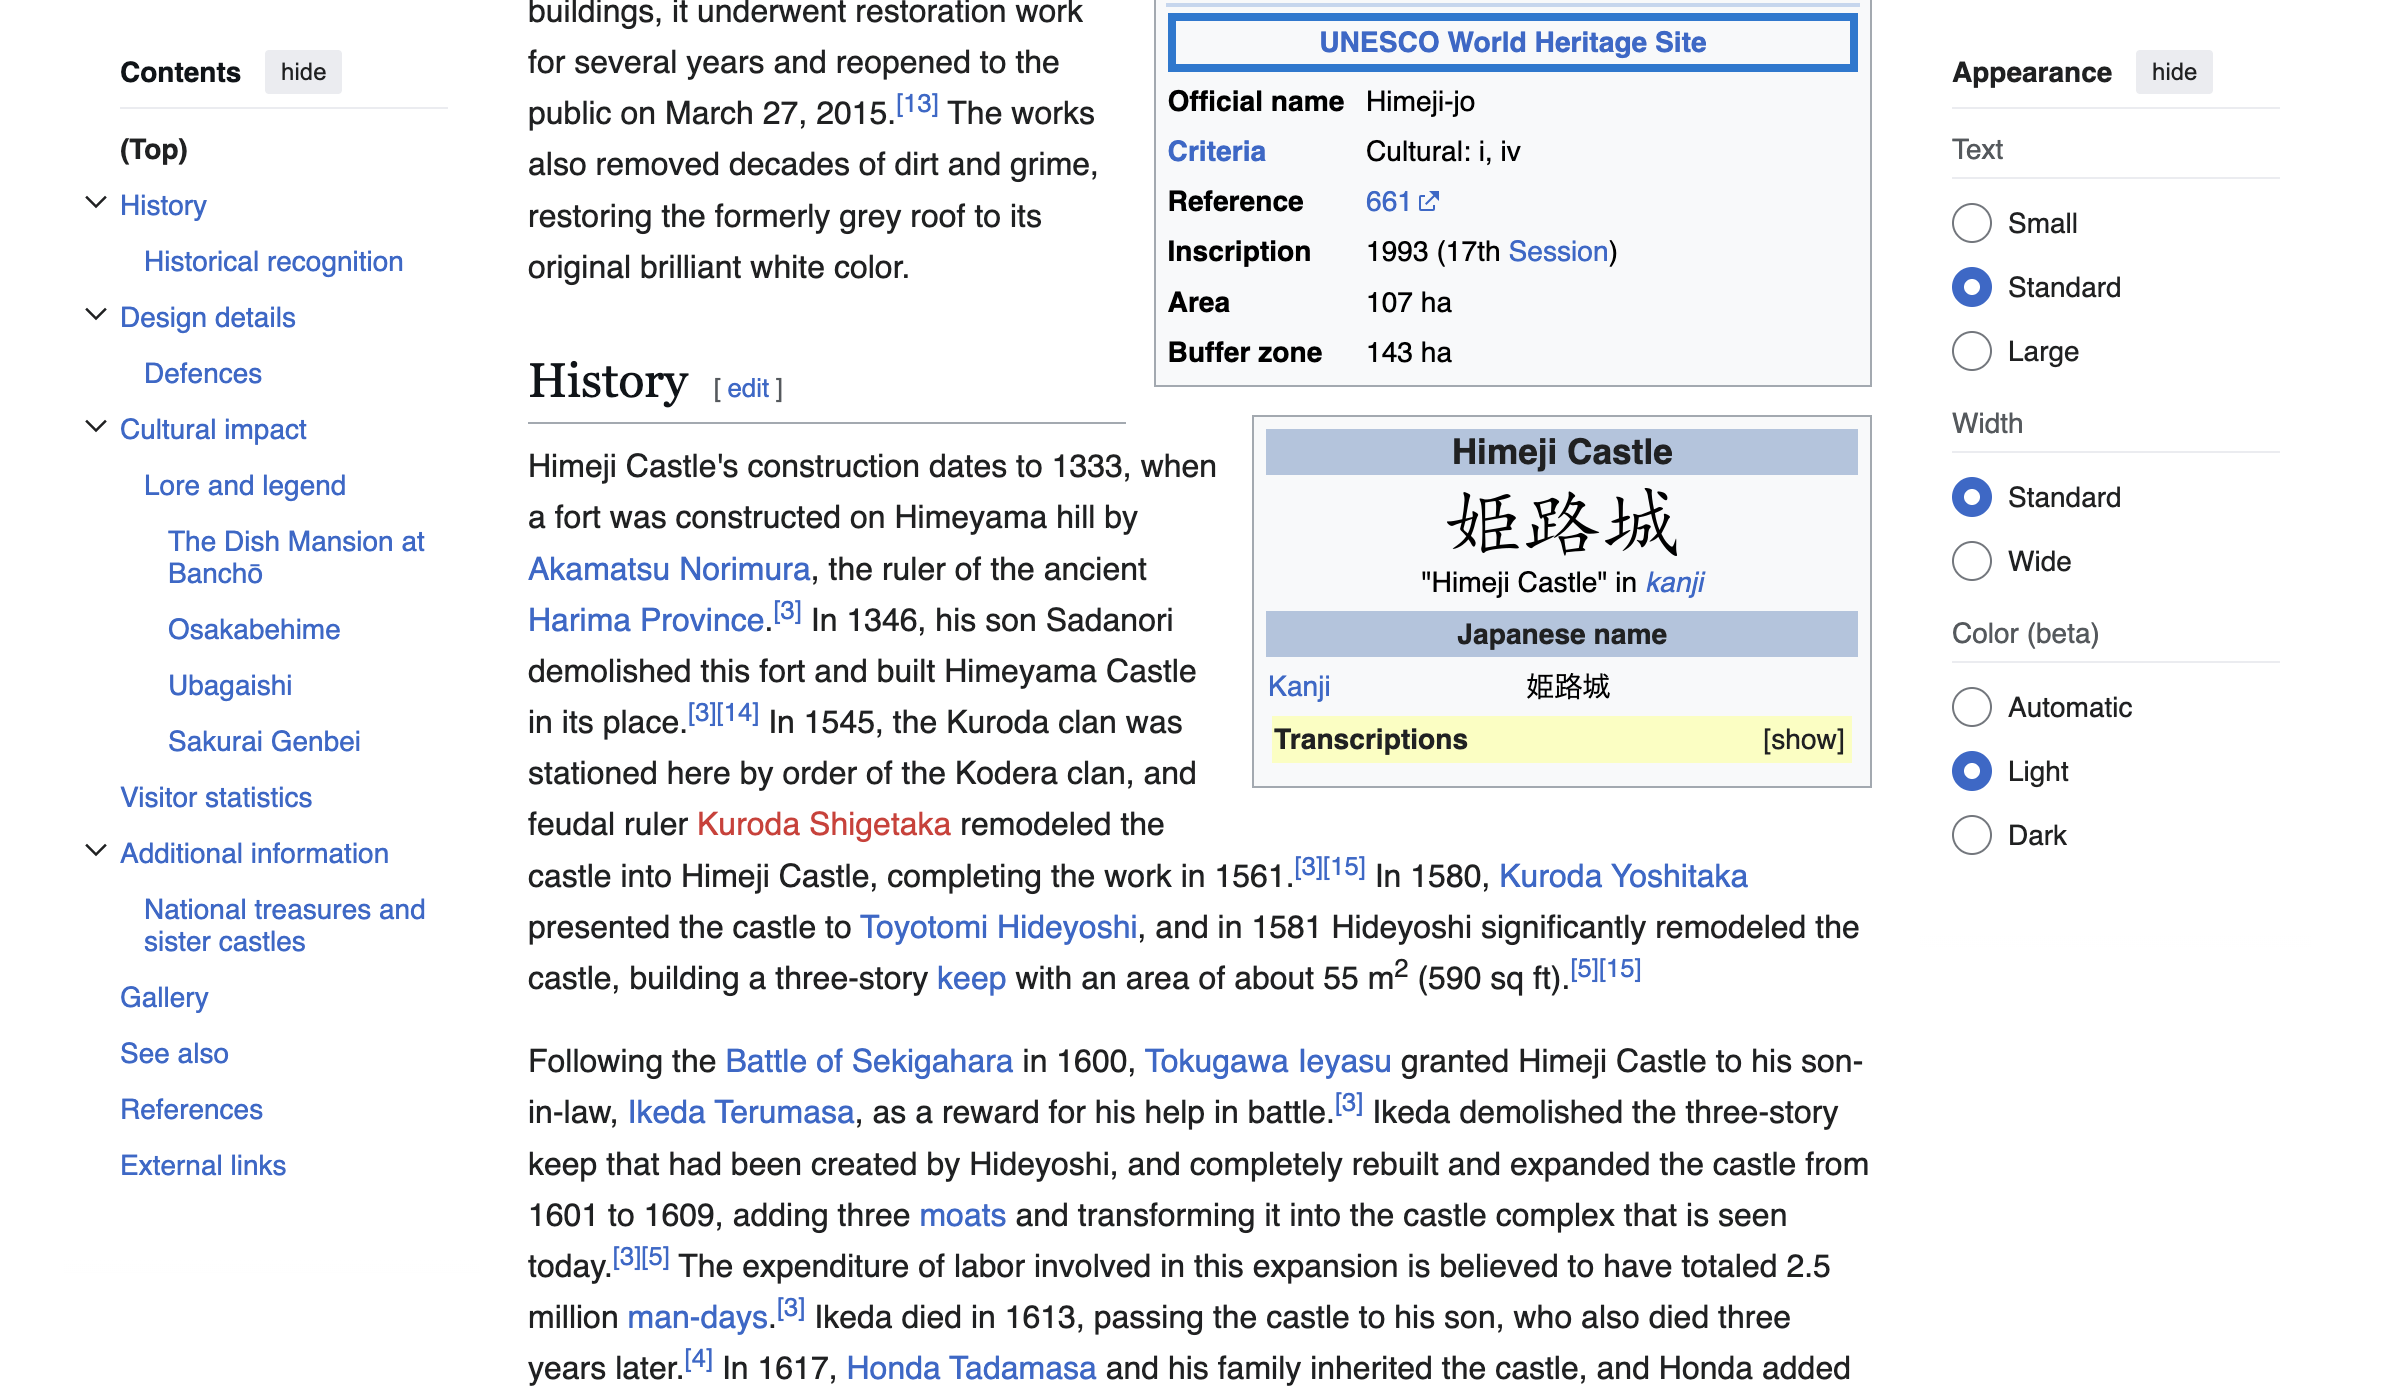 Contents hide
(Top)
History
Historical recognition
Design details
Defences
Cultural impact
Lore and legend
The Dish Mansion at
Banchō
Osakabehime
Ubagaishi
Sakurai Genbei
Visitor statistics
Additional information
National treasures and
sister castles
Gallery
See also
References
External links
buildings, it underwent restoration work
for several years and reopened to the
public on March 27, 2015.[13] The works
also removed decades of dirt and grime,
restoring the formerly grey roof to its
original brilliant white color.
UNESCO World Heritage Site
Official name Himeji-jo
Criteria Cultural: i, iv
Reference 661
Inscription 1993 (17th Session)
Area 107 ha
Buffer zone 143 ha
History [ edit ]
Himeji Castle
姫路城
"Himeji Castle" in kanji
Japanese name
Kanji 姫路城
Transcriptions [show]
Himeji Castle's construction dates to 1333, when
a fort was constructed on Himeyama hill by
Akamatsu Norimura, the ruler of the ancient
Harima Province.[3] In 1346, his son Sadanori
demolished this fort and built Himeyama Castle
in its place.[3][14] In 1545, the Kuroda clan was
stationed here by order of the Kodera clan, and
feudal ruler Kuroda Shigetaka remodeled the
castle into Himeji Castle, completing the work in 1561.[3][15] In 1580, Kuroda Yoshitaka
presented the castle to Toyotomi Hideyoshi, and in 1581 Hideyoshi significantly remodeled the
castle, building a three-story keep with an area of about 55 m2 (590 sq ft).[5][15]
Following the Battle of Sekigahara in 1600, Tokugawa Ieyasu granted Himeji Castle to his son-
in-law, Ikeda Terumasa, as a reward for his help in battle.[3] Ikeda demolished the three-story
keep that had been created by Hideyoshi, and completely rebuilt and expanded the castle from
1601 to 1609, adding three moats and transforming it into the castle complex that is seen
today.[3][5] The expenditure of labor involved in this expansion is believed to have totaled 2.5
million man-days.[3] Ikeda died in 1613, passing the castle to his son, who also died three
years later.[4] In 1617, Honda Tadamasa and his family inherited the castle, and Honda added
Appearance hide
Text
Small
Standard
Large
Width
Standard
Wide
Color (beta)
Automatic
Light
Dark